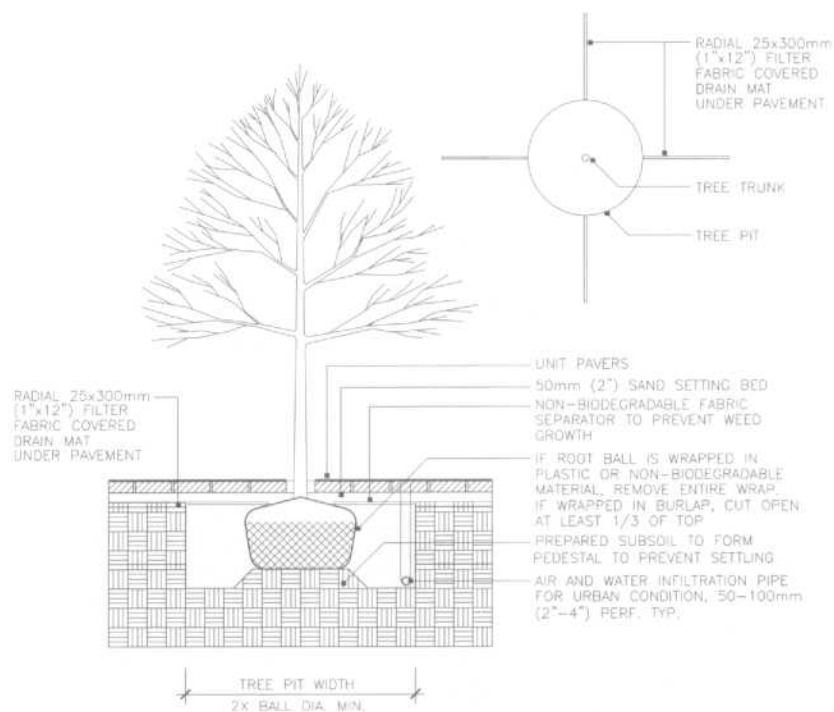 RADIAL 25x300mm
(1"x12") FILTER
FABRIC COVERED
DRAIN MAT
UNDER PAVEMENT
TREE TRUNK
TREE PIT
UNIT PAVERS
50mm (2") SAND SETTING BED
NON-BIODEGRADABLE FABRIC
SEPARATOR TO PREVENT WEED
GROWTH
RADIAL 25x300mm
(1"x12") FILTER
FABRIC COVERED
DRAIN MAT
UNDER PAVEMENT
IF ROOT BALL IS WRAPPED IN
PLASTIC OR NON-BIODEGRADABLE
MATERIAL, REMOVE ENTIRE WRAP.
IF WRAPPED IN BURLAP, CUT OPEN
AT LEAST 1/3 OF TOP
PREPARED SUBSOIL TO FORM
PEDESTAL TO PREVENT SETTLING
AIR AND WATER INFILTRATION PIPE
FOR URBAN CONDITION, 50-100mm
(2"-4") PERF. TYP.
TREE PIT WIDTH
2X BALL DIA. MIN.